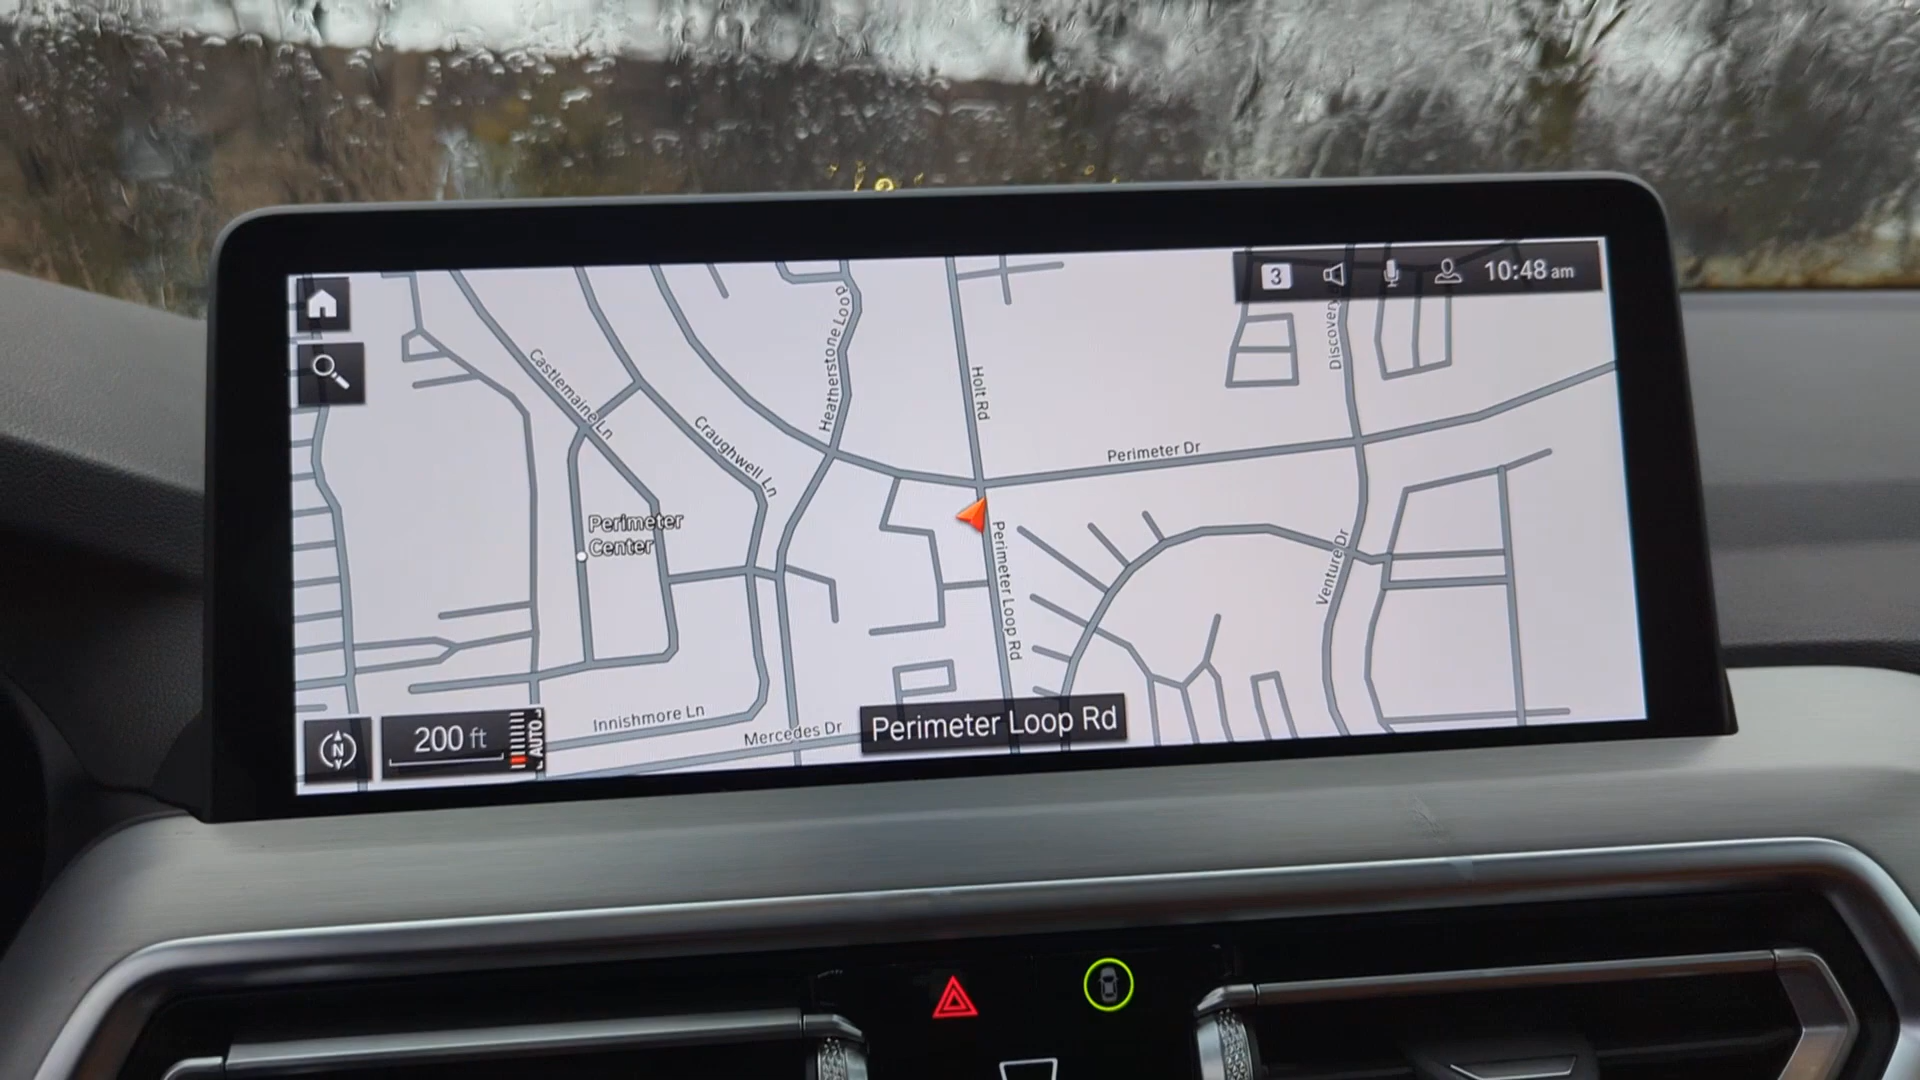 3
10:48 am
Discovery
Heatherstone Loop
Holt Rd
Castlemaine Ln
Craughwell Ln
Perimeter Dr
Perimeter
Center
Perimeter Loop Rd
Venture Dr
Innishmore Ln
Mercedes Dr
Perimeter Loop Rd
N
200 ft
AUTO